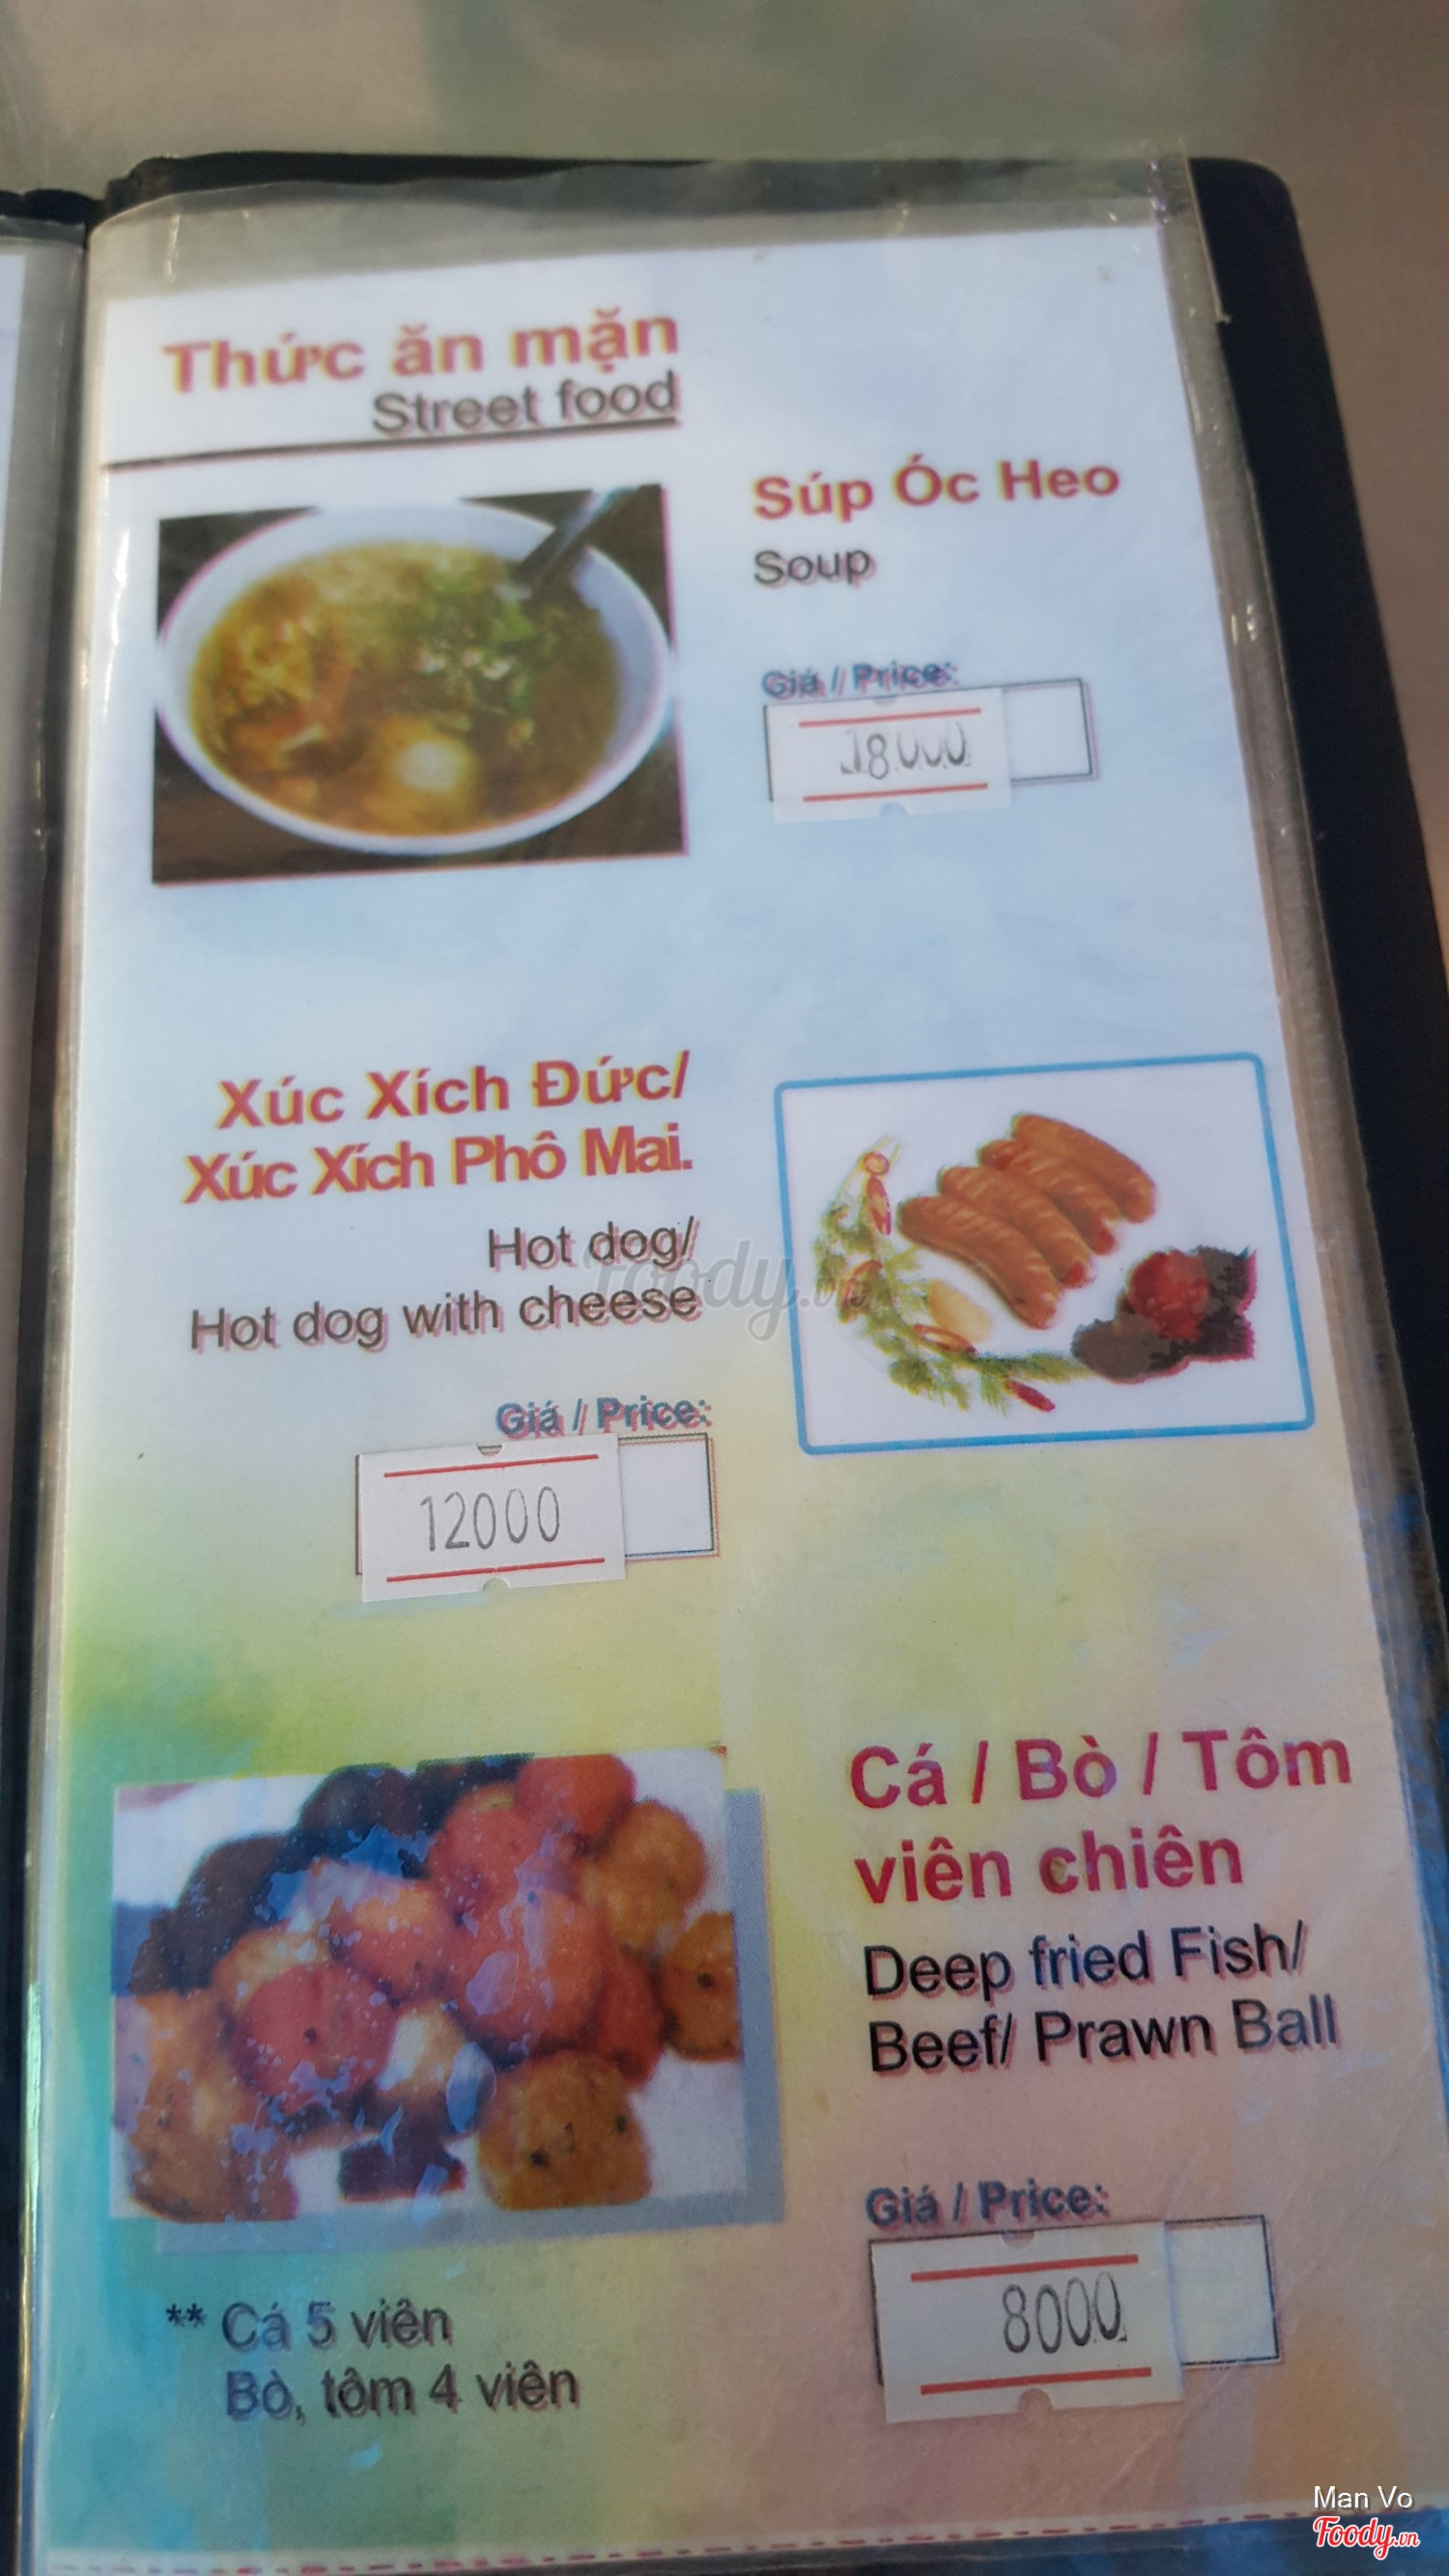 Thức ăn mặn
Street food
Súp Óc Heo
Soup
Giá / Price:
18000
Xúc Xích Đức/
Xúc Xích Phô Mai.
Hot dog/
Hot dog with cheese
Giá / Price:
12000
Cá / Bò / Tôm
viên chiên
Deep fried Fish/
Beef/ Prawn Ball
Giá / Price:
8000
** Cá 5 viên
Bò, tôm 4 viên
Foody.vn
Man Vo
Foody.vn